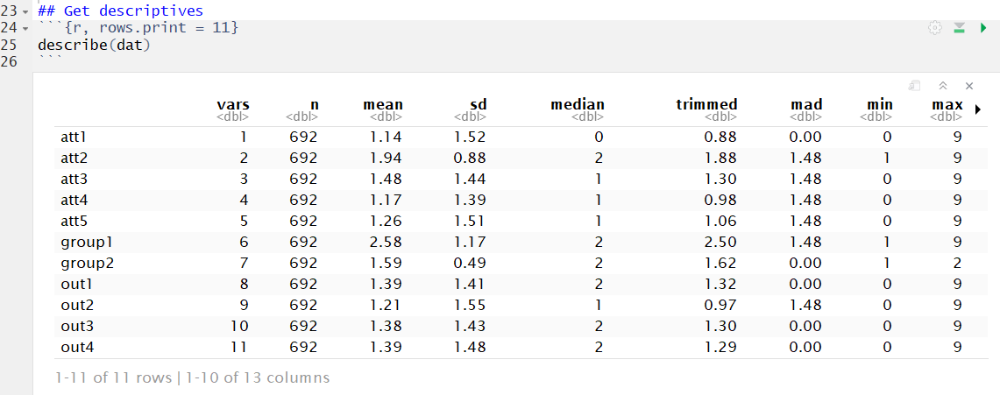 23 ## Get descriptives
24 ```{r, rows.print = 11}
25 describe(dat)
26 ```
vars n mean sd median trimmed mad min max
<dbl> <dbl> <dbl> <dbl> <dbl> <dbl> <dbl> <dbl> <dbl>
att1 1 692 1.14 1.52 0 0.88 0.00 0 9
att2 2 692 1.94 0.88 2 1.88 1.48 1 9
att3 3 692 1.48 1.44 1 1.30 1.48 0 9
att4 4 692 1.17 1.39 1 0.98 1.48 0 9
att5 5 692 1.26 1.51 1 1.06 1.48 0 9
group1 6 692 2.58 1.17 2 2.50 1.48 1 9
group2 7 692 1.59 0.49 2 1.62 0.00 1 2
out1 8 692 1.39 1.41 2 1.32 0.00 0 9
out2 9 692 1.21 1.55 1 0.97 1.48 0 9
out3 10 692 1.38 1.43 2 1.30 0.00 0 9
out4 11 692 1.39 1.48 2 1.29 0.00 0 9
1-11 of 11 rows | 1-10 of 13 columns